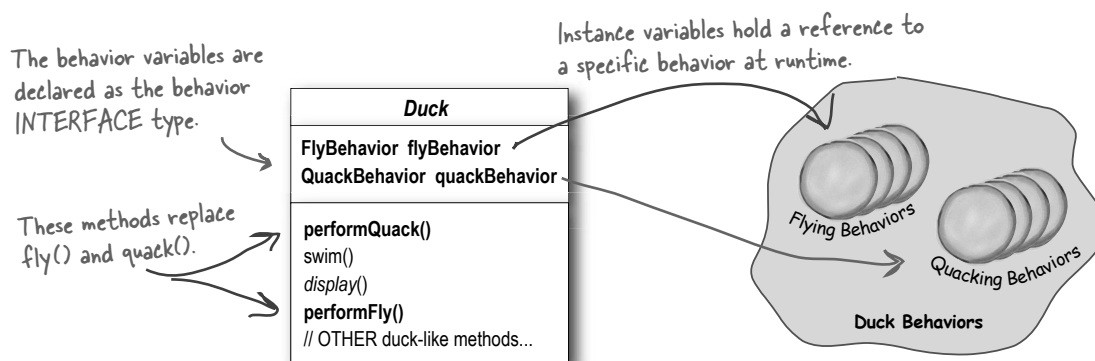 The behavior variables are
declared as the behavior
INTERFACE type.
Instance variables hold a reference to
a specific behavior at runtime.
Duck
FlyBehavior flyBehavior
QuackBehavior quackBehavior
These methods replace
fly() and quack().
performQuack()
swim()
display()
performFly()
// OTHER duck-like methods...
Flying Behaviors
Quacking Behaviors
Duck Behaviors